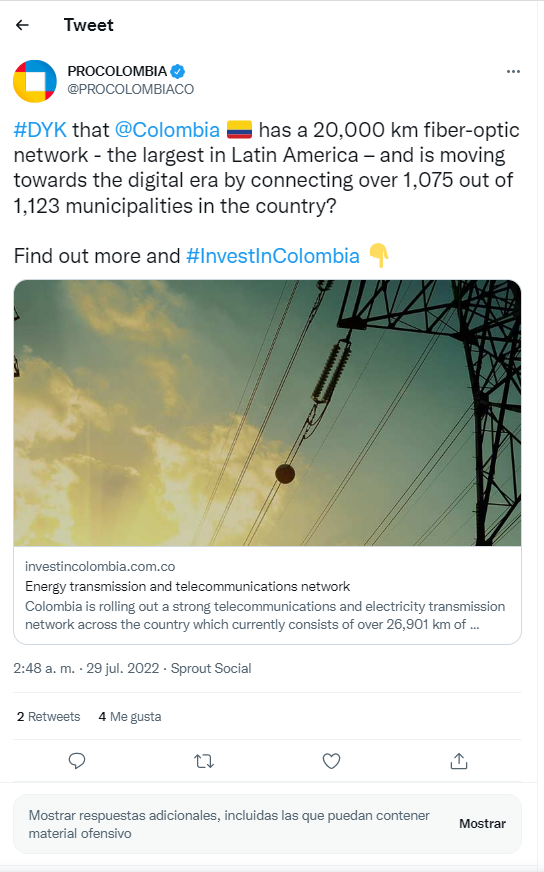 Tweet
PROCOLOMBIA
@PROCOLOMBIACO
#DYK that @Colombia 🇨🇴 has a 20,000 km fiber-optic
network - the largest in Latin America – and is moving
towards the digital era by connecting over 1,075 out of
1,123 municipalities in the country?
Find out more and #InvestInColombia 👇
investincolombia.com.co
Energy transmission and telecommunications network
Colombia is rolling out a strong telecommunications and electricity transmission
network across the country which currently consists of over 26,901 km of ...
2:48 a. m. · 29 jul. 2022 · Sprout Social
2 Retweets 4 Me gusta
Mostrar respuestas adicionales, incluidas las que puedan contener
material ofensivo
Mostrar